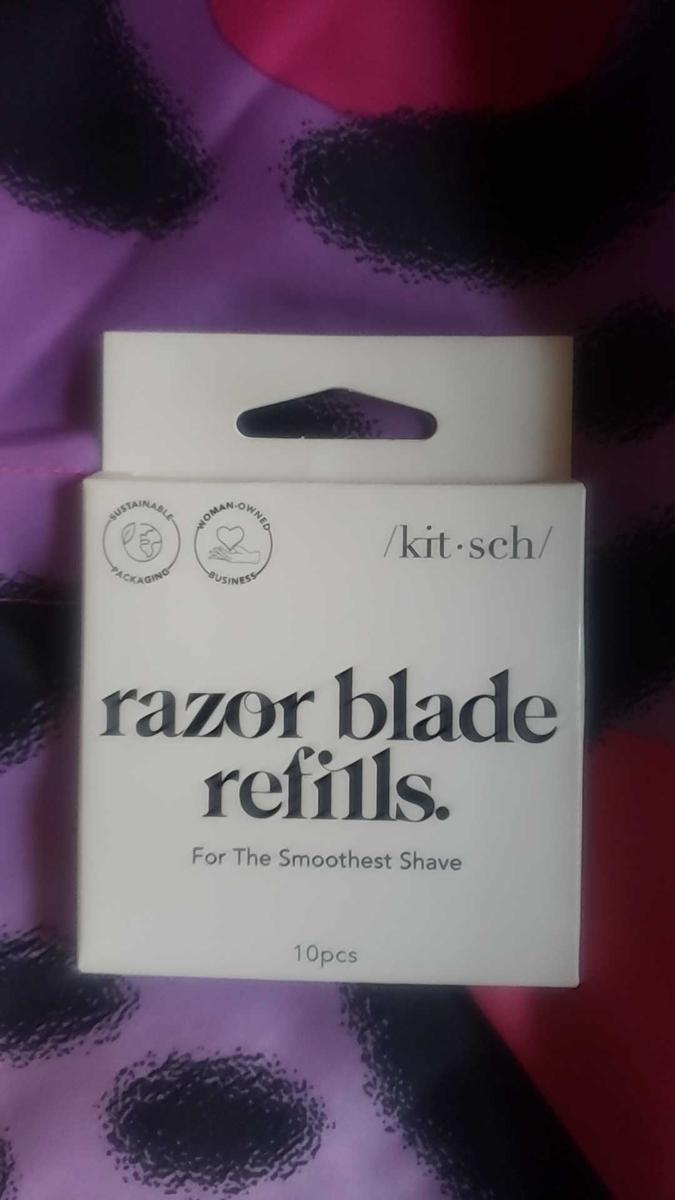 SUSTAINABLE
PACKAGING
WOMAN-OWNED
BUSINESS
/kit·sch/
razor blade
refills.
For The Smoothest Shave
10pcs